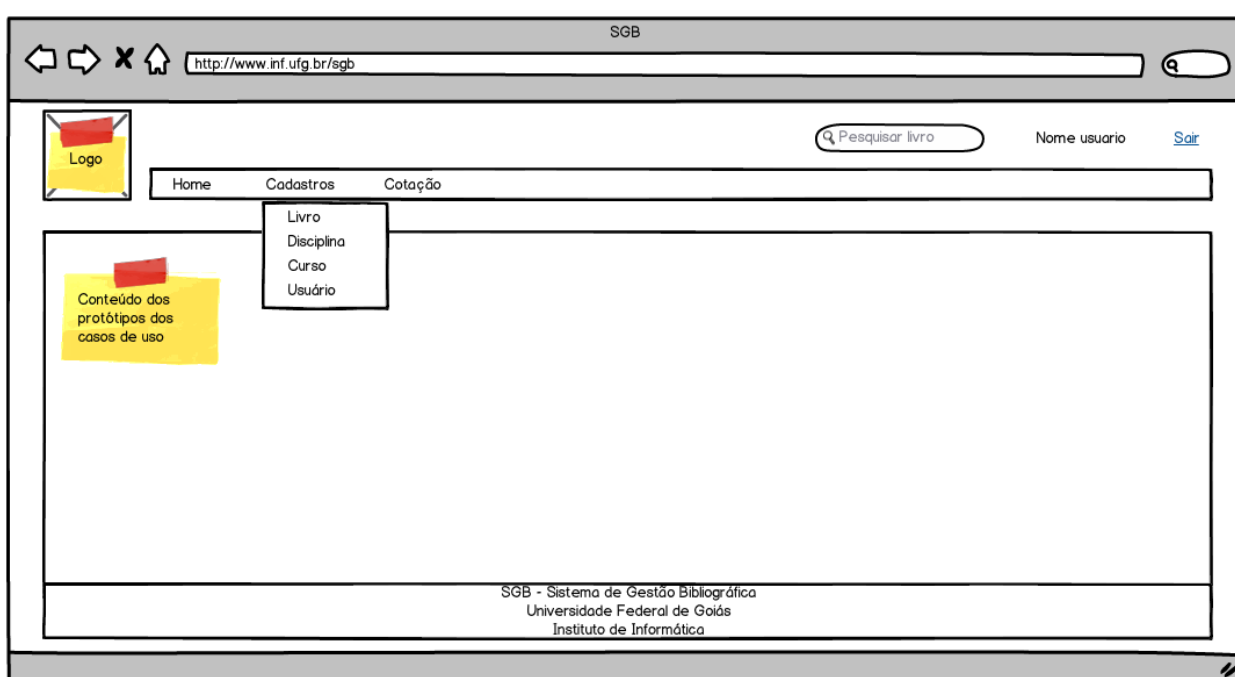 SGB
http://www.inf.ufg.br/sgb
Logo
Pesquisar livro
Nome usuario
Sair
Home
Cadastros
Cotação
Livro
Disciplina
Curso
Usuário
Conteúdo dos
protótipos dos
casos de uso
SGB - Sistema de Gestão Bibliográfica
Universidade Federal de Goiás
Instituto de Informática